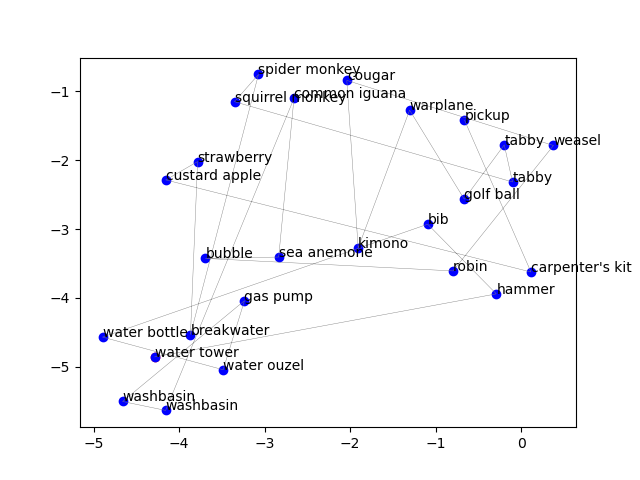 spider monkey
cougar
−1
squirrel monkey
common iguana
warplane
pickup
tabby
weasel
−2
strawberry
custard apple
tabby
golf ball
−3
bib
kimono
bubble
sea anemone
robin
carpenter's kit
−4
gas pump
hammer
water bottle
breakwater
water tower
−5
water ouzel
washbasin
washbasin
−5
−4
−3
−2
−1
0